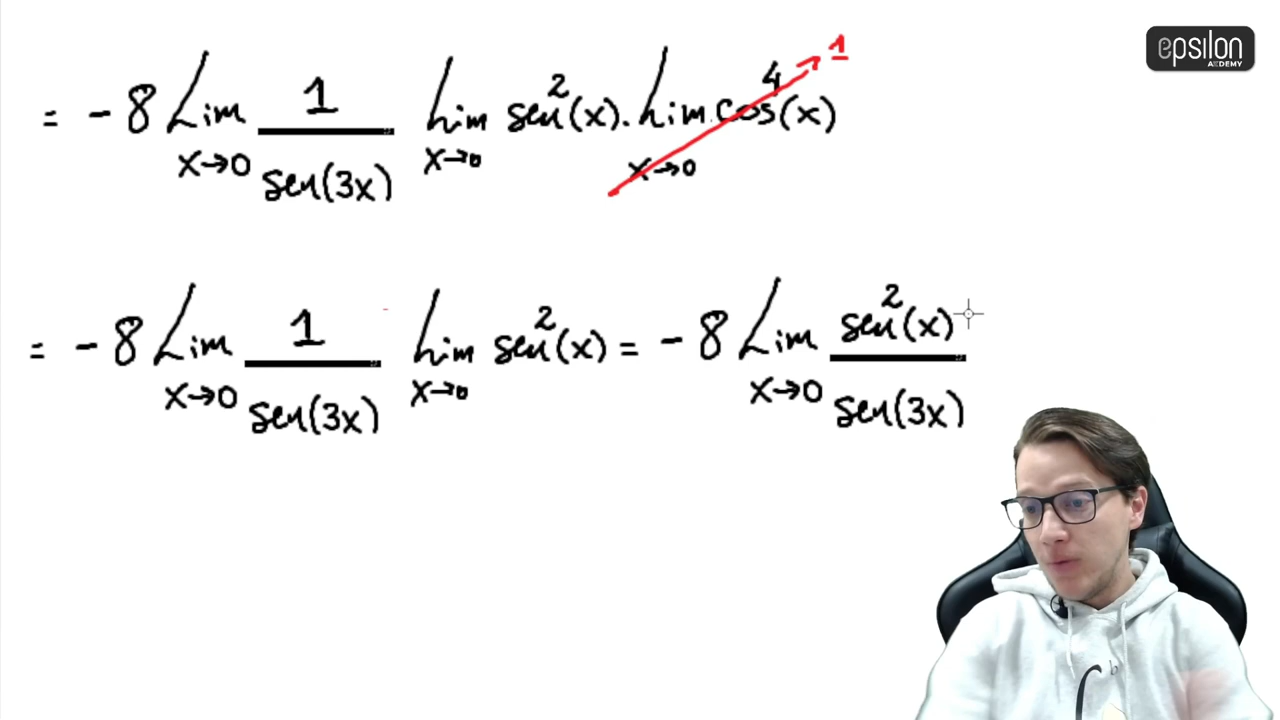 epsilon
ACADEMY
= -8 Lim x→0 1/sen(3x) Lim x→0 sen²(x). Lim x→0 cos⁴(x) 1
= -8 Lim x→0 1/sen(3x) Lim x→0 sen²(x) = -8 Lim x→0 sen²(x)/sen(3x)